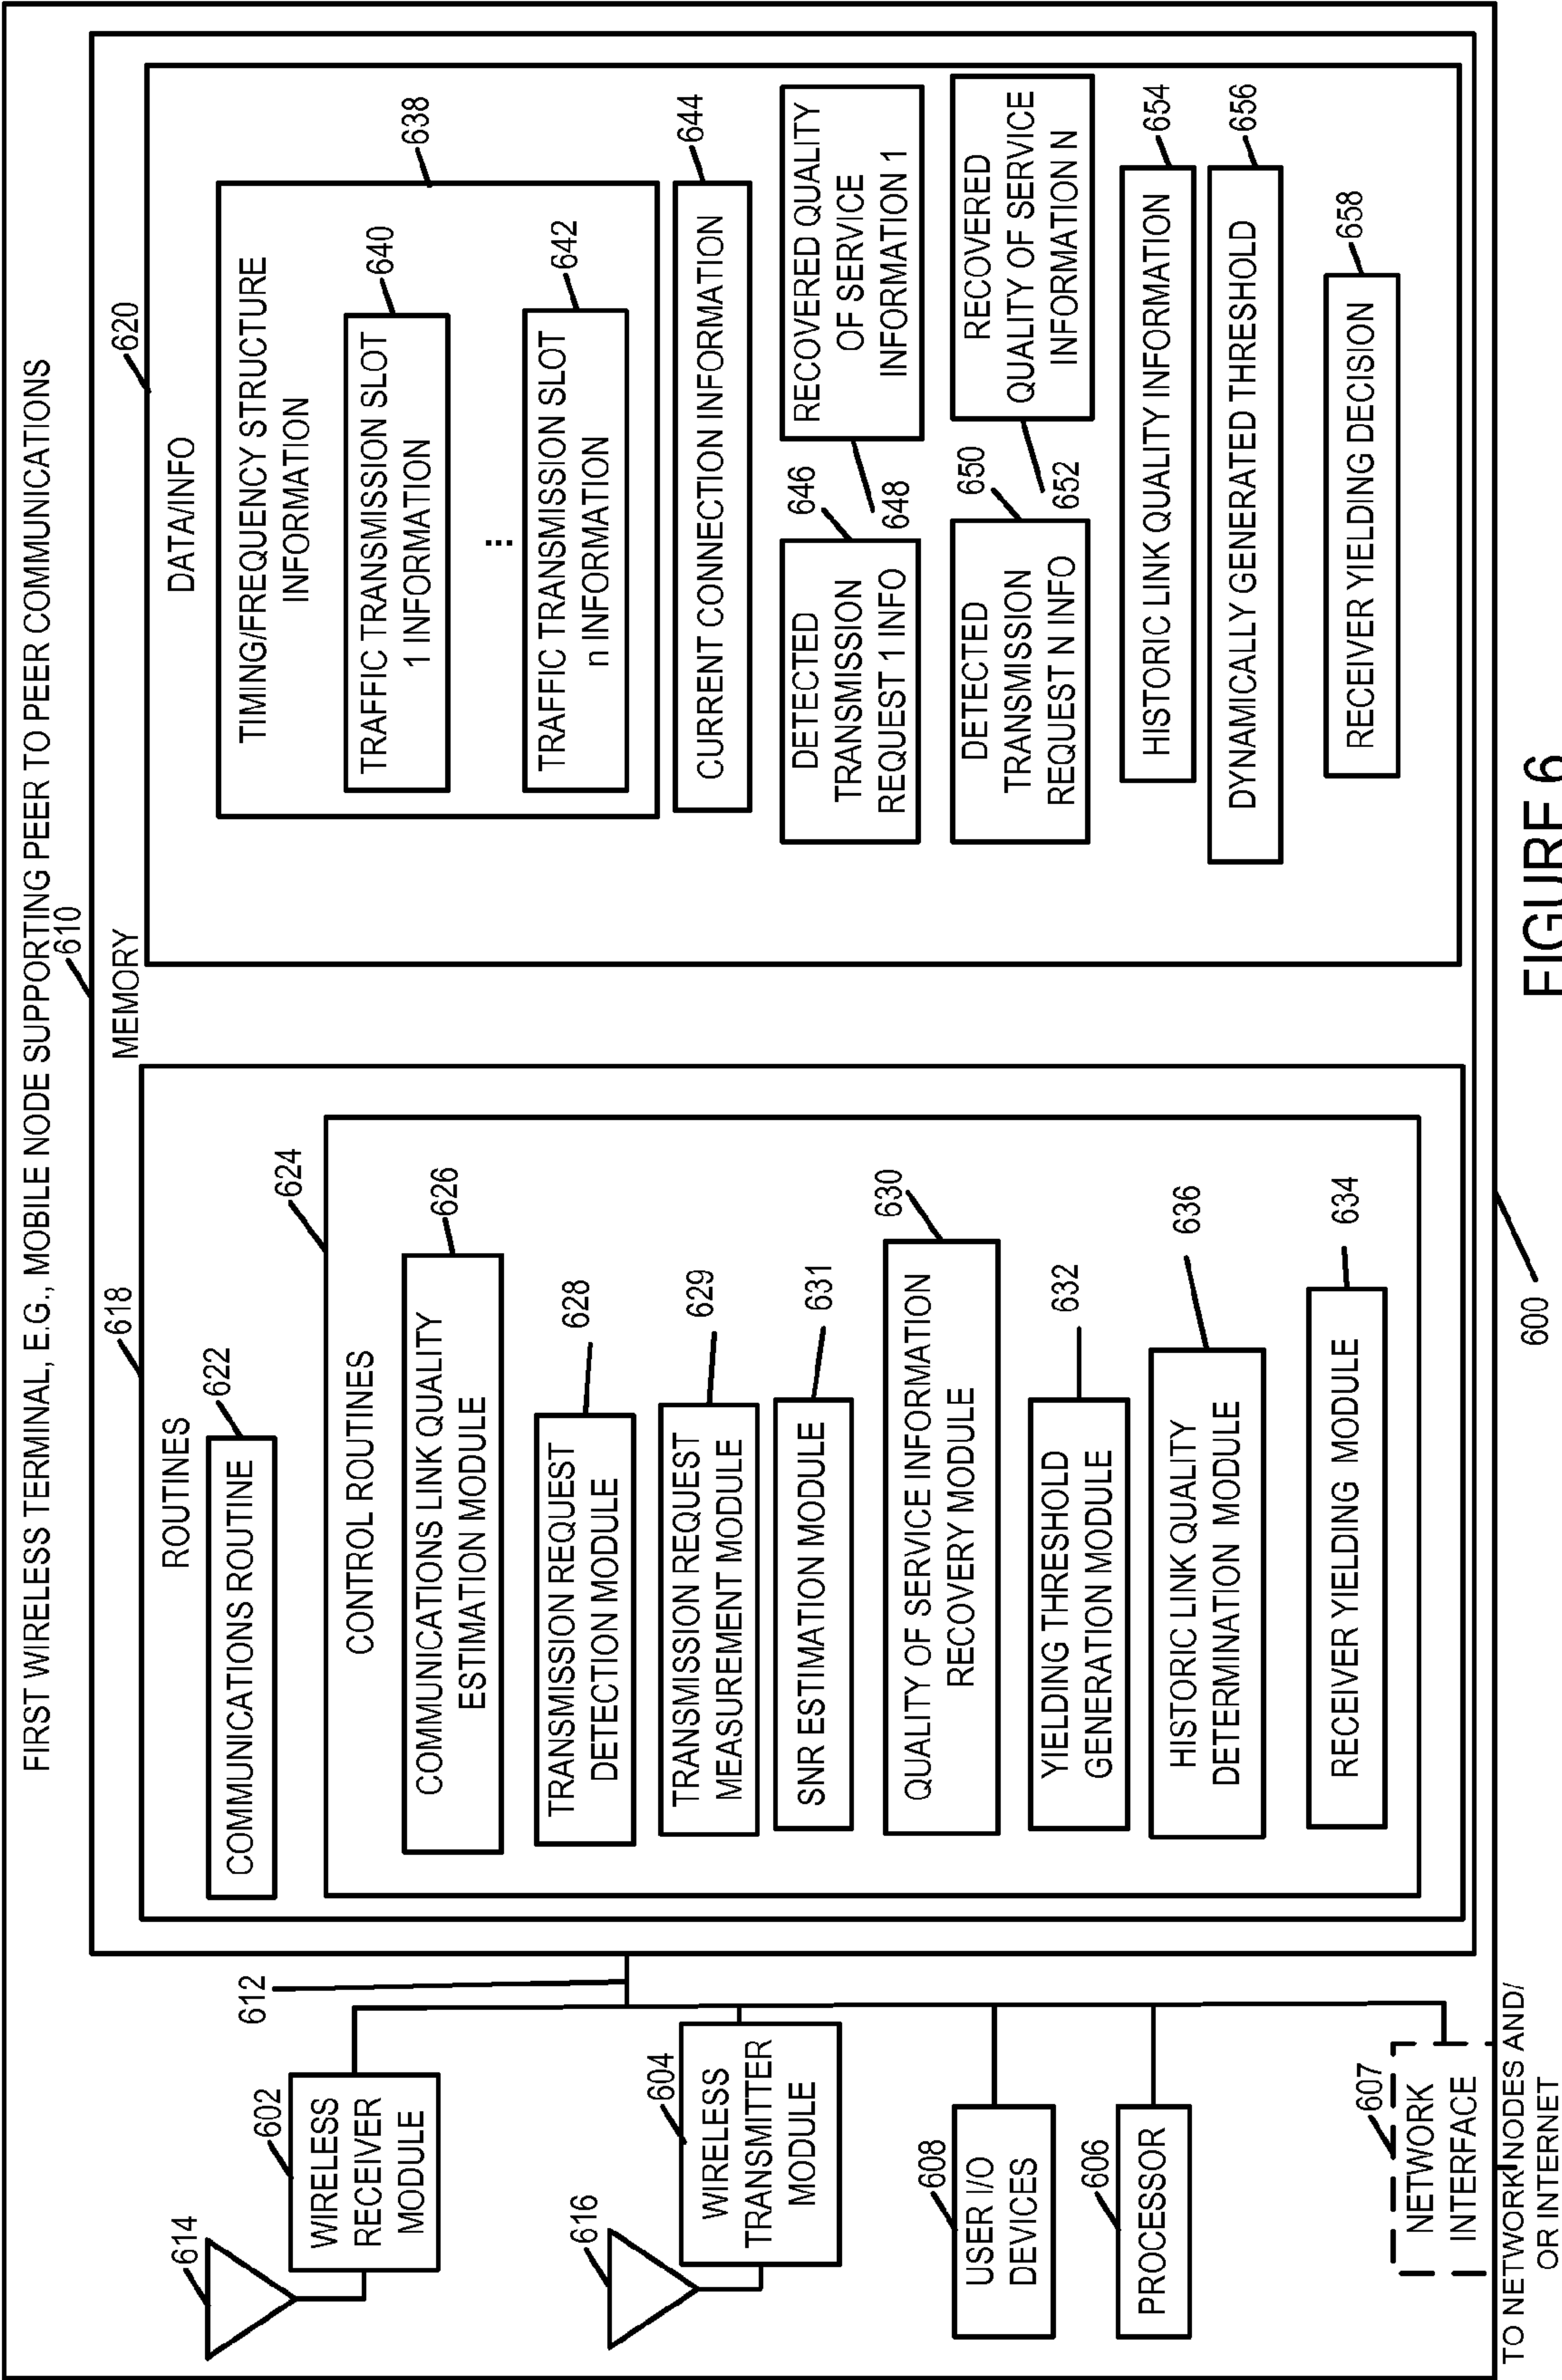 FIRST WIRELESS TERMINAL, E.G., MOBILE NODE SUPPORTING PEER TO PEER COMMUNICATIONS
610
614
602
WIRELESS
RECEIVER
MODULE
616
604
WIRELESS
TRANSMITTER
MODULE
608
USER I/O
DEVICES
606
PROCESSOR
607
NETWORK
INTERFACE
TO NETWORK NODES AND/
OR INTERNET
612
MEMORY
618
ROUTINES
622
COMMUNICATIONS ROUTINE
624
CONTROL ROUTINES
626
COMMUNICATIONS LINK QUALITY
ESTIMATION MODULE
628
TRANSMISSION REQUEST
DETECTION MODULE
629
TRANSMISSION REQUEST
MEASUREMENT MODULE
631
SNR ESTIMATION MODULE
630
QUALITY OF SERVICE INFORMATION
RECOVERY MODULE
632
YIELDING THRESHOLD
GENERATION MODULE
636
HISTORIC LINK QUALITY
DETERMINATION MODULE
634
RECEIVER YIELDING MODULE
620
DATA/INFO
638
TIMING/FREQUENCY STRUCTURE
INFORMATION
640
TRAFFIC TRANSMISSION SLOT
1 INFORMATION
...
642
TRAFFIC TRANSMISSION SLOT
n INFORMATION
644
CURRENT CONNECTION INFORMATION
646
DETECTED
TRANSMISSION
REQUEST 1 INFO
648
RECOVERED QUALITY
OF SERVICE
INFORMATION 1
650
DETECTED
TRANSMISSION
REQUEST N INFO
652
RECOVERED
QUALITY OF SERVICE
INFORMATION N
654
HISTORIC LINK QUALITY INFORMATION
656
DYNAMICALLY GENERATED THRESHOLD
658
RECEIVER YIELDING DECISION
600
FIGURE 6